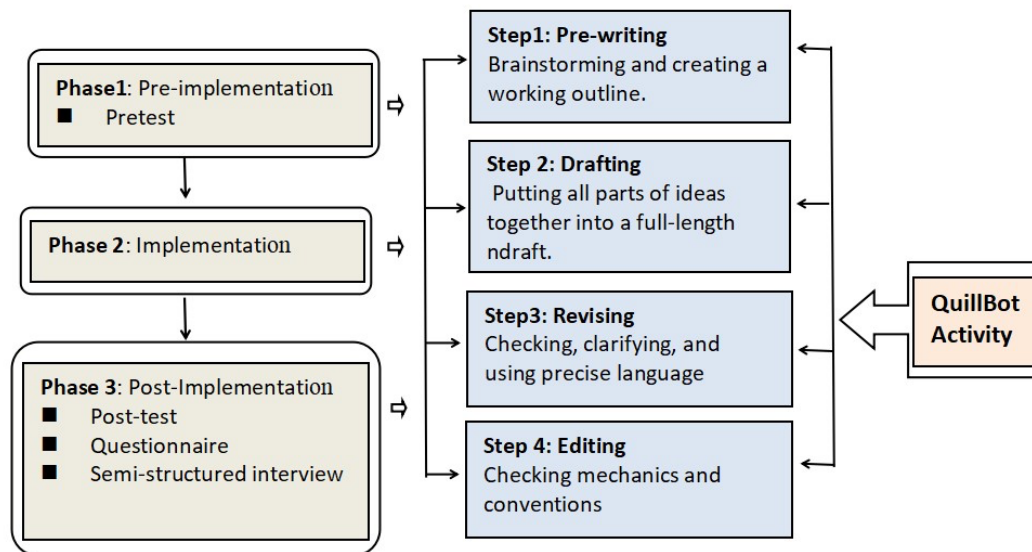 Phase1: Pre-implementation
■ Pretest
Phase 2: Implementation
Phase 3: Post-Implementation
■ Post-test
■ Questionnaire
■ Semi-structured interview
Step1: Pre-writing
Brainstorming and creating a
working outline.
Step 2: Drafting
Putting all parts of ideas
together into a full-length
ndraft.
Step3: Revising
Checking, clarifying, and
using precise language
Step 4: Editing
Checking mechanics and
conventions
QuillBot
Activity